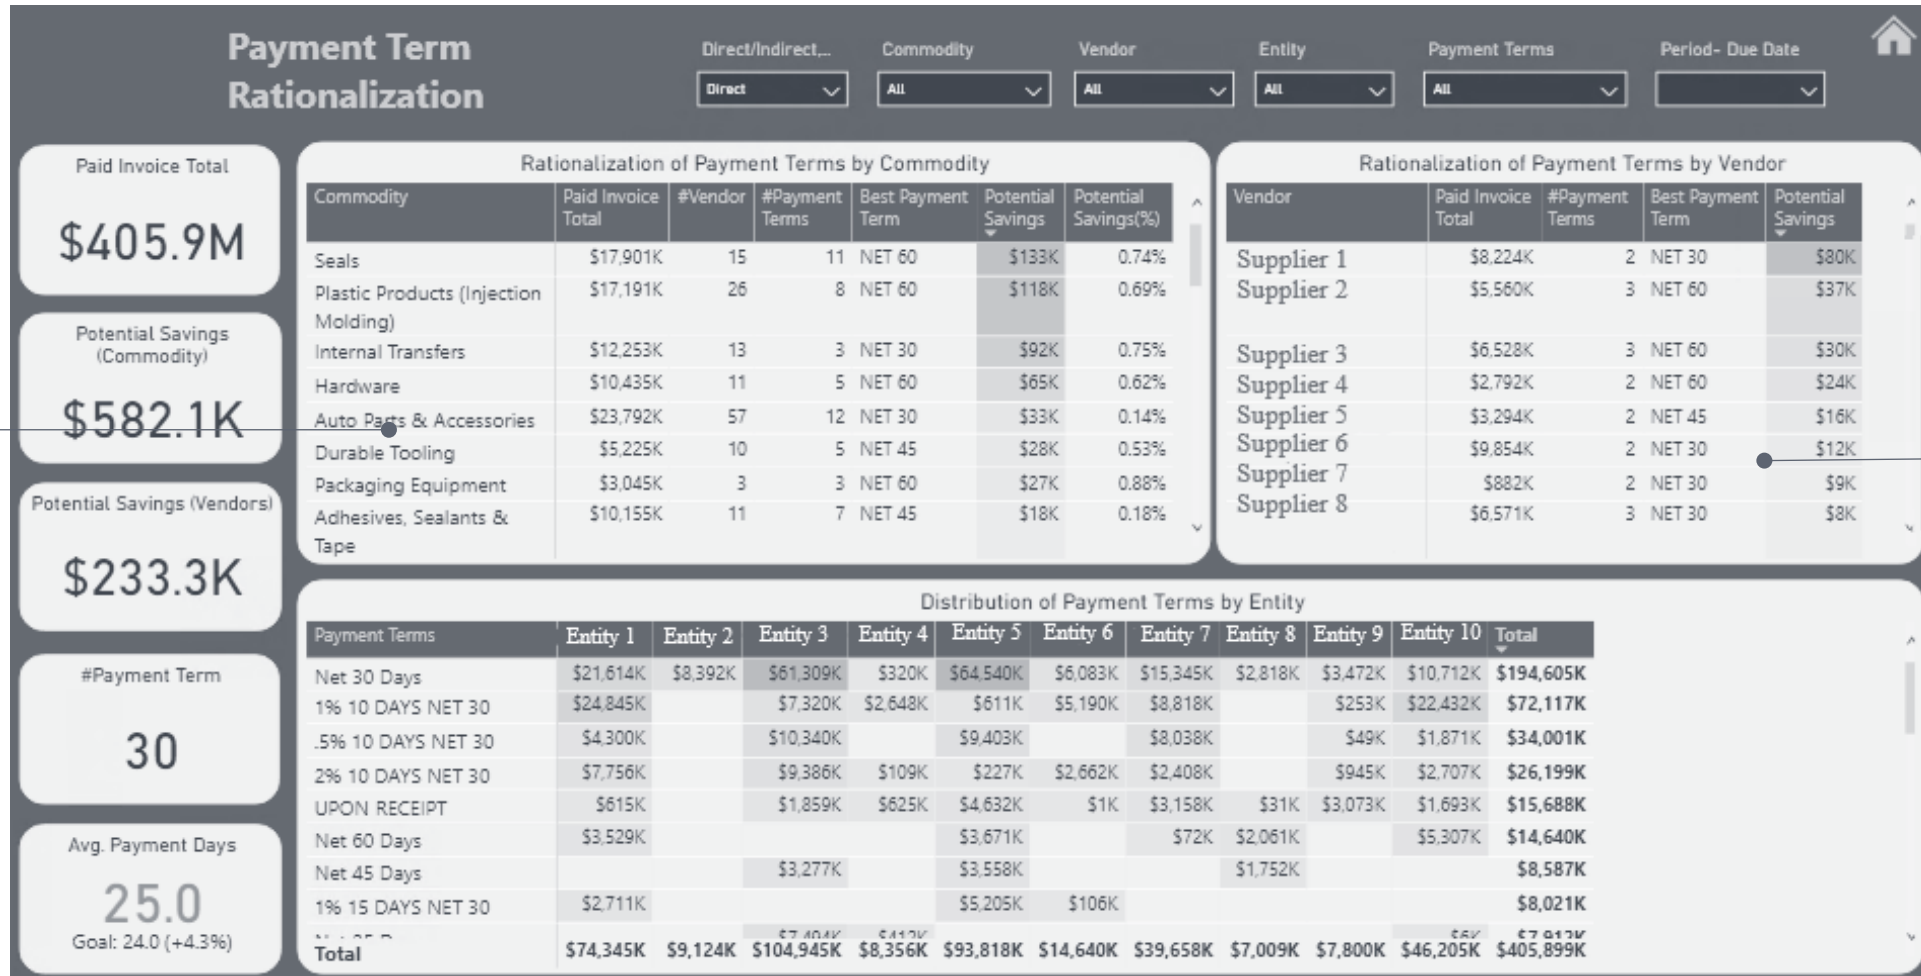 Payment Term
Rationalization
Direct/Indirect,... Commodity Vendor Entity Payment Terms Period- Due Date
Direct All All All All
Paid Invoice Total
$405.9M
Potential Savings
(Commodity)
$582.1K
Potential Savings (Vendors)
$233.3K
#Payment Term
30
Avg. Payment Days
25.0
Goal: 24.0 (+4.3%)
Rationalization of Payment Terms by Commodity
Commodity Paid Invoice Total #Vendor #Payment Terms Best Payment Term Potential Savings Potential Savings(%)
Seals $17,901K 15 11 NET 60 $133K 0.74%
Plastic Products (Injection $17,191K 26 8 NET 60 $118K 0.69%
Molding)
Internal Transfers $12,253K 13 3 NET 30 $92K 0.75%
Hardware $10,435K 11 5 NET 60 $65K 0.62%
Auto Parts & Accessories $23,792K 57 12 NET 30 $33K 0.14%
Durable Tooling $5,225K 10 5 NET 45 $28K 0.53%
Packaging Equipment $3,045K 3 3 NET 60 $27K 0.88%
Adhesives, Sealants & $10,155K 11 7 NET 45 $18K 0.18%
Tape
Rationalization of Payment Terms by Vendor
Vendor Paid Invoice Total #Payment Terms Best Payment Term Potential Savings
Supplier 1 $8,224K 2 NET 30 $80K
Supplier 2 $5,560K 3 NET 60 $37K
Supplier 3 $6,528K 3 NET 60 $30K
Supplier 4 $2,792K 2 NET 60 $24K
Supplier 5 $3,294K 2 NET 45 $16K
Supplier 6 $9,854K 2 NET 30 $12K
Supplier 7 $882K 2 NET 30 $9K
Supplier 8 $6,571K 3 NET 30 $8K
Distribution of Payment Terms by Entity
Payment Terms Entity 1 Entity 2 Entity 3 Entity 4 Entity 5 Entity 6 Entity 7 Entity 8 Entity 9 Entity 10 Total
Net 30 Days $21,614K $8,392K $61,309K $320K $64,540K $6,083K $15,345K $2,818K $3,472K $10,712K $194,605K
1% 10 DAYS NET 30 $24,845K $7,320K $2,648K $611K $5,190K $8,818K $253K $22,432K $72,117K
.5% 10 DAYS NET 30 $4,300K $10,340K $9,403K $8,038K $49K $1,871K $34,001K
2% 10 DAYS NET 30 $7,756K $9,386K $109K $227K $2,662K $2,408K $945K $2,707K $26,199K
UPON RECEIPT $615K $1,859K $625K $4,632K $1K $3,158K $31K $3,073K $1,693K $15,688K
Net 60 Days $3,529K $3,671K $72K $2,061K $5,307K $14,640K
Net 45 Days $3,277K $3,558K $1,752K $8,587K
1% 15 DAYS NET 30 $2,711K $5,205K $106K $8,021K
Total $74,345K $9,124K $104,945K $8,356K $93,818K $14,640K $39,658K $7,009K $7,800K $46,205K $405,899K